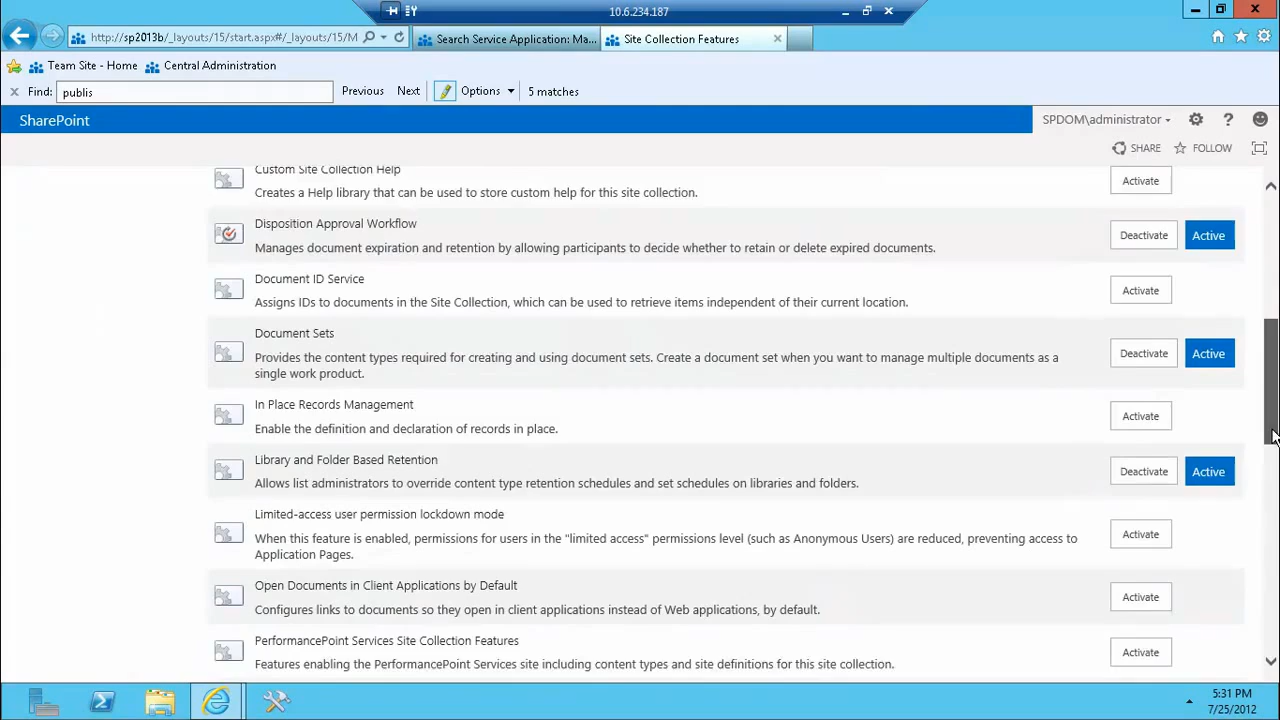 10.6.234.187
http://sp2013b/_layouts/15/start.aspx#/_layouts/15/M
Search Service Application: Ma...
Site Collection Features
Team Site - Home
Central Administration
Find:
publis
Previous
Next
Options
5 matches
SharePoint
SPDOM\administrator
?
SHARE
FOLLOW
Custom Site Collection Help
Creates a Help library that can be used to store custom help for this site collection.
Activate
Disposition Approval Workflow
Manages document expiration and retention by allowing participants to decide whether to retain or delete expired documents.
Deactivate
Active
Document ID Service
Assigns IDs to documents in the Site Collection, which can be used to retrieve items independent of their current location.
Activate
Document Sets
Provides the content types required for creating and using document sets. Create a document set when you want to manage multiple documents as a
single work product.
Deactivate
Active
In Place Records Management
Enable the definition and declaration of records in place.
Activate
Library and Folder Based Retention
Allows list administrators to override content type retention schedules and set schedules on libraries and folders.
Deactivate
Active
Limited-access user permission lockdown mode
When this feature is enabled, permissions for users in the "limited access" permissions level (such as Anonymous Users) are reduced, preventing access to
Application Pages.
Activate
Open Documents in Client Applications by Default
Configures links to documents so they open in client applications instead of Web applications, by default.
Activate
PerformancePoint Services Site Collection Features
Features enabling the PerformancePoint Services site including content types and site definitions for this site collection.
Activate
5:31 PM
7/25/2012